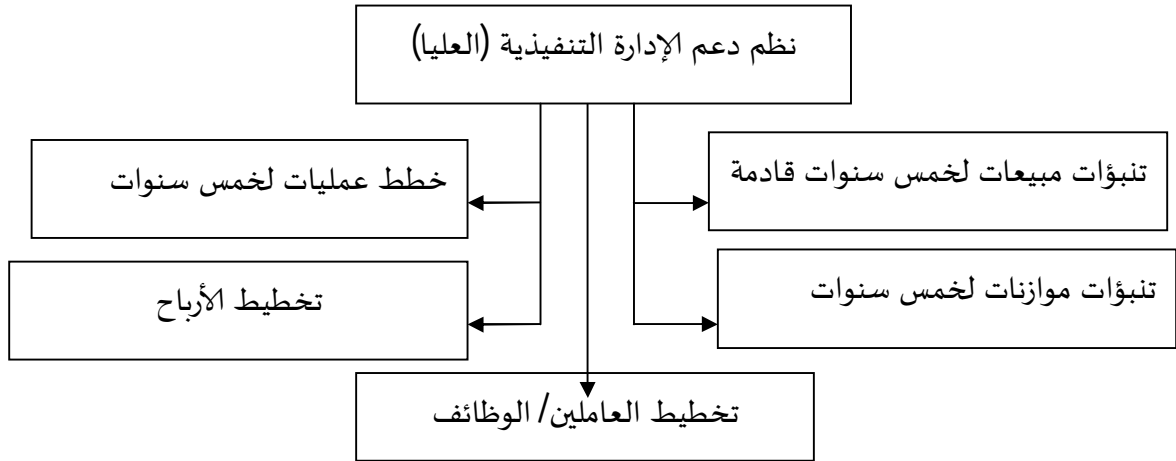 نظم دعم الإدارة التنفيذية (العليا)
تنبؤات مبيعات لخمس سنوات قادمة
خطط عمليات لخمس سنوات
تنبؤات موازنات لخمس سنوات
تخطيط الأرباح
تخطيط العاملين/ الوظائف